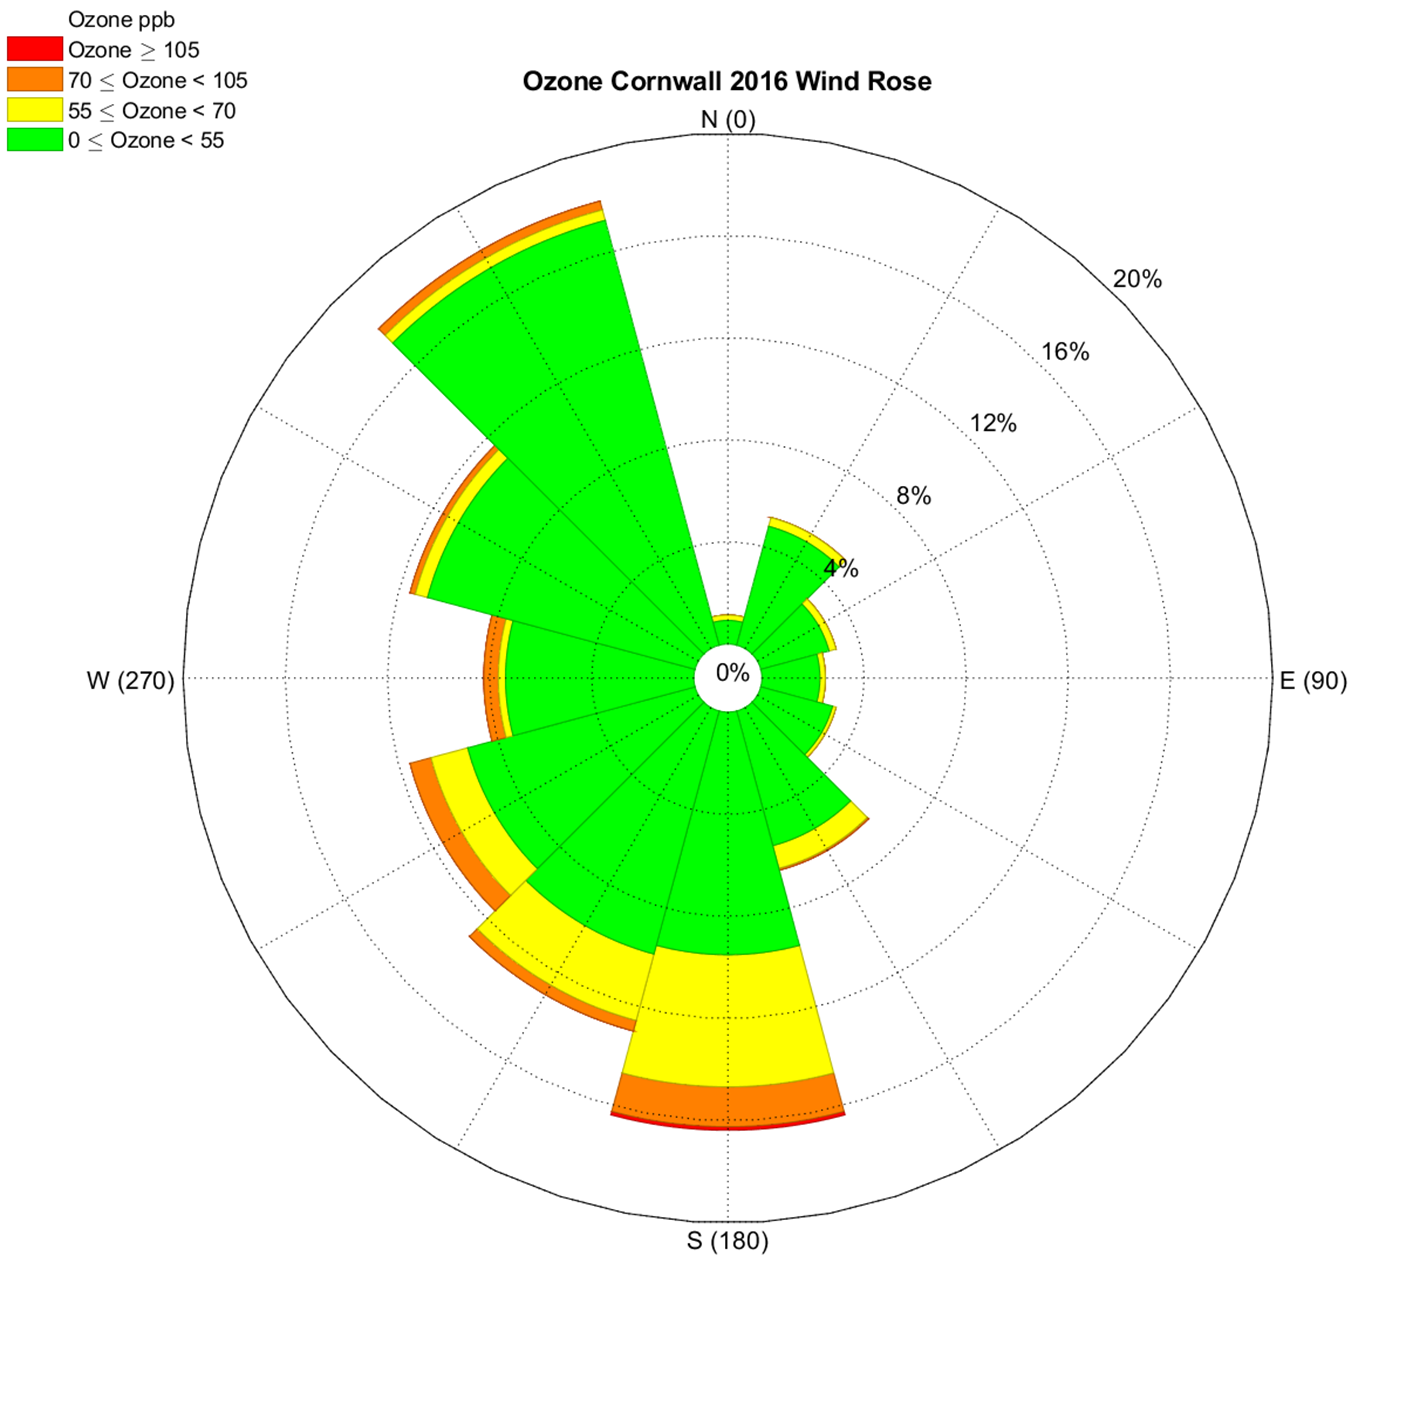 Ozone ppb
Ozone ≥ 105
70 ≤ Ozone < 105
55 ≤ Ozone < 70
0 ≤ Ozone < 55
Ozone Cornwall 2016 Wind Rose
N (0)
20%
16%
12%
8%
4%
0%
W (270)
E (90)
S (180)